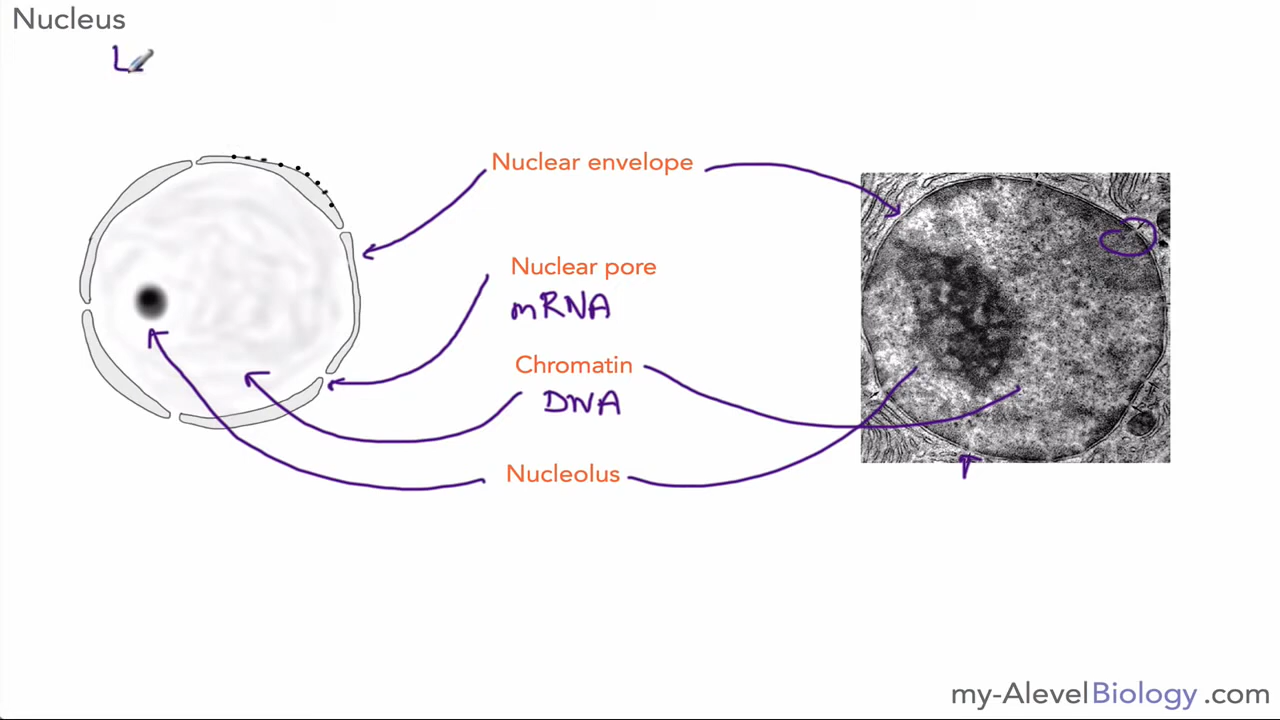 Nucleus
Nuclear envelope
Nuclear pore
mRNA
Chromatin
DNA
Nucleolus
my-AlevelBiology.com